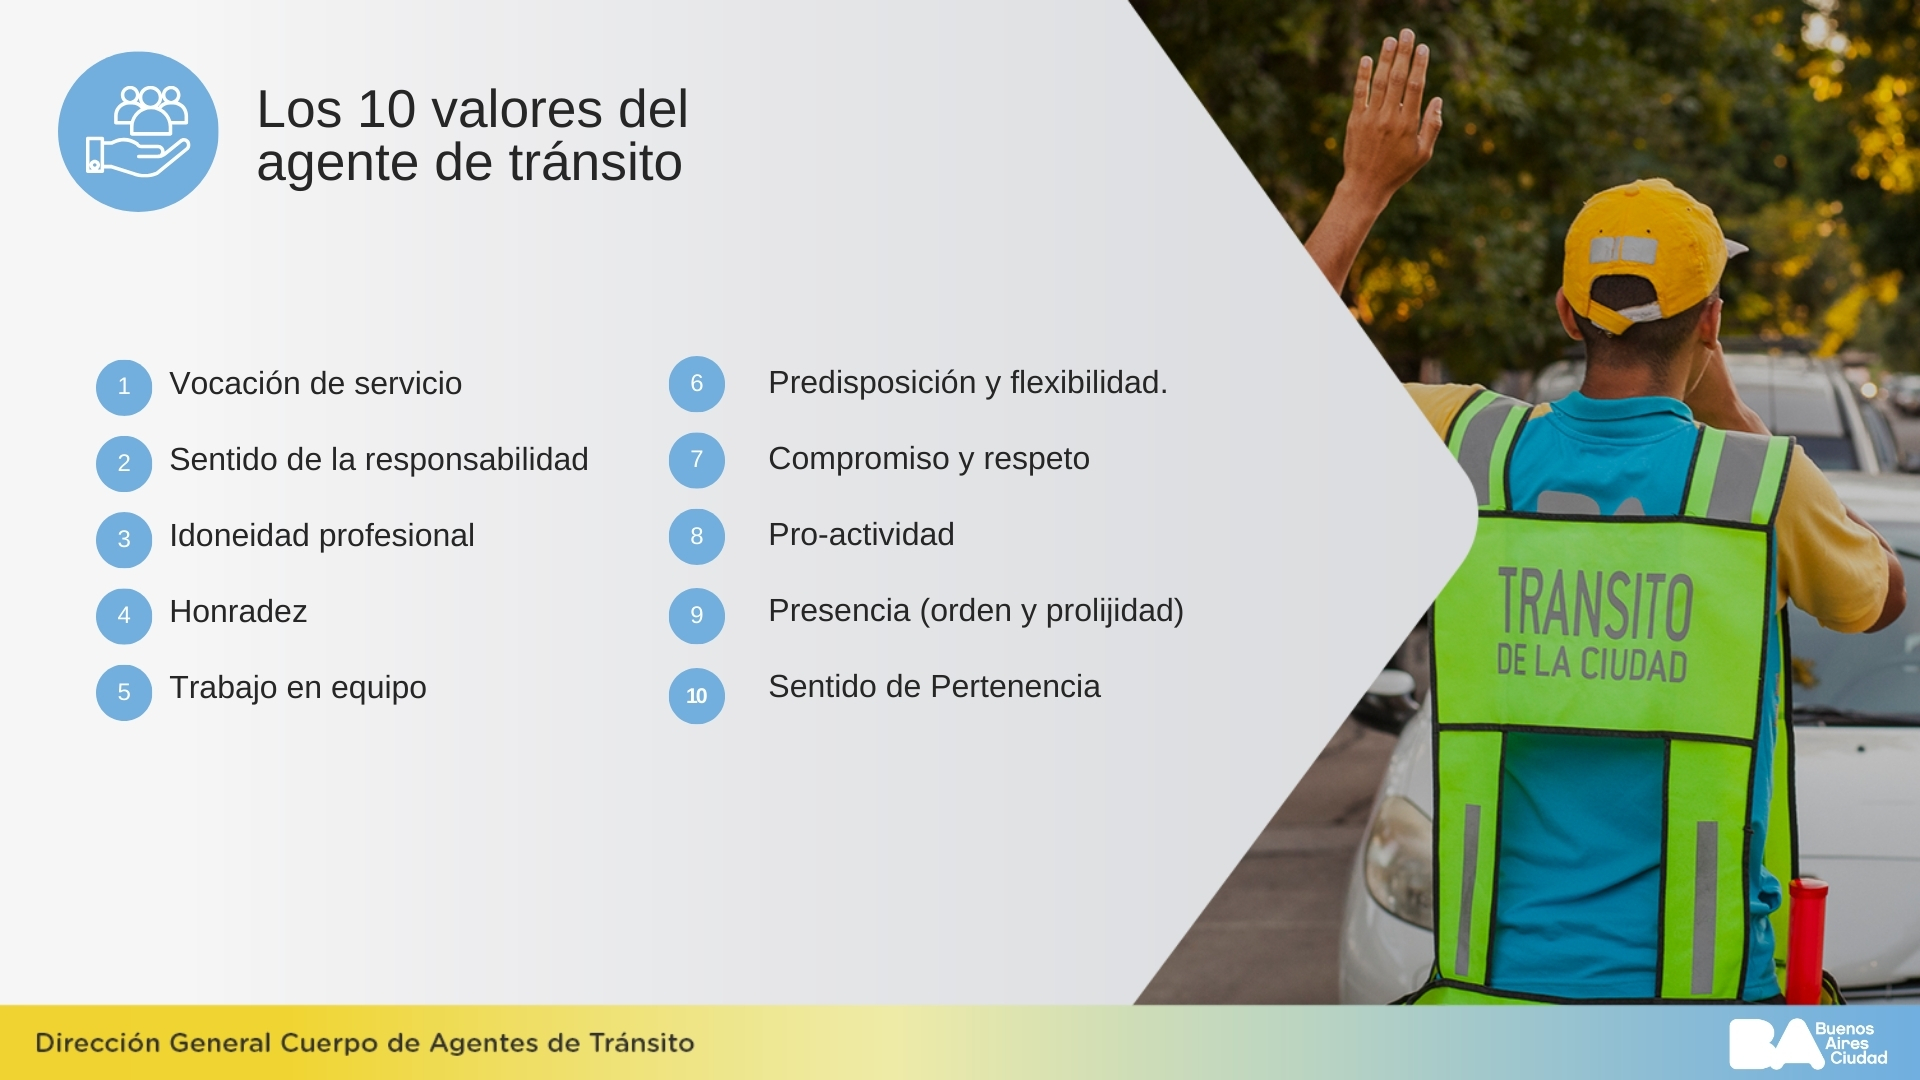 Los 10 valores del
agente de tránsito
1 Vocación de servicio
2 Sentido de la responsabilidad
3 Idoneidad profesional
4 Honradez
5 Trabajo en equipo
6 Predisposición y flexibilidad.
7 Compromiso y respeto
8 Pro-actividad
9 Presencia (orden y prolijidad)
10 Sentido de Pertenencia
BA
TRANSITO
DE LA CIUDAD
Dirección General Cuerpo de Agentes de Tránsito
BA Buenos
Aires
Ciudad